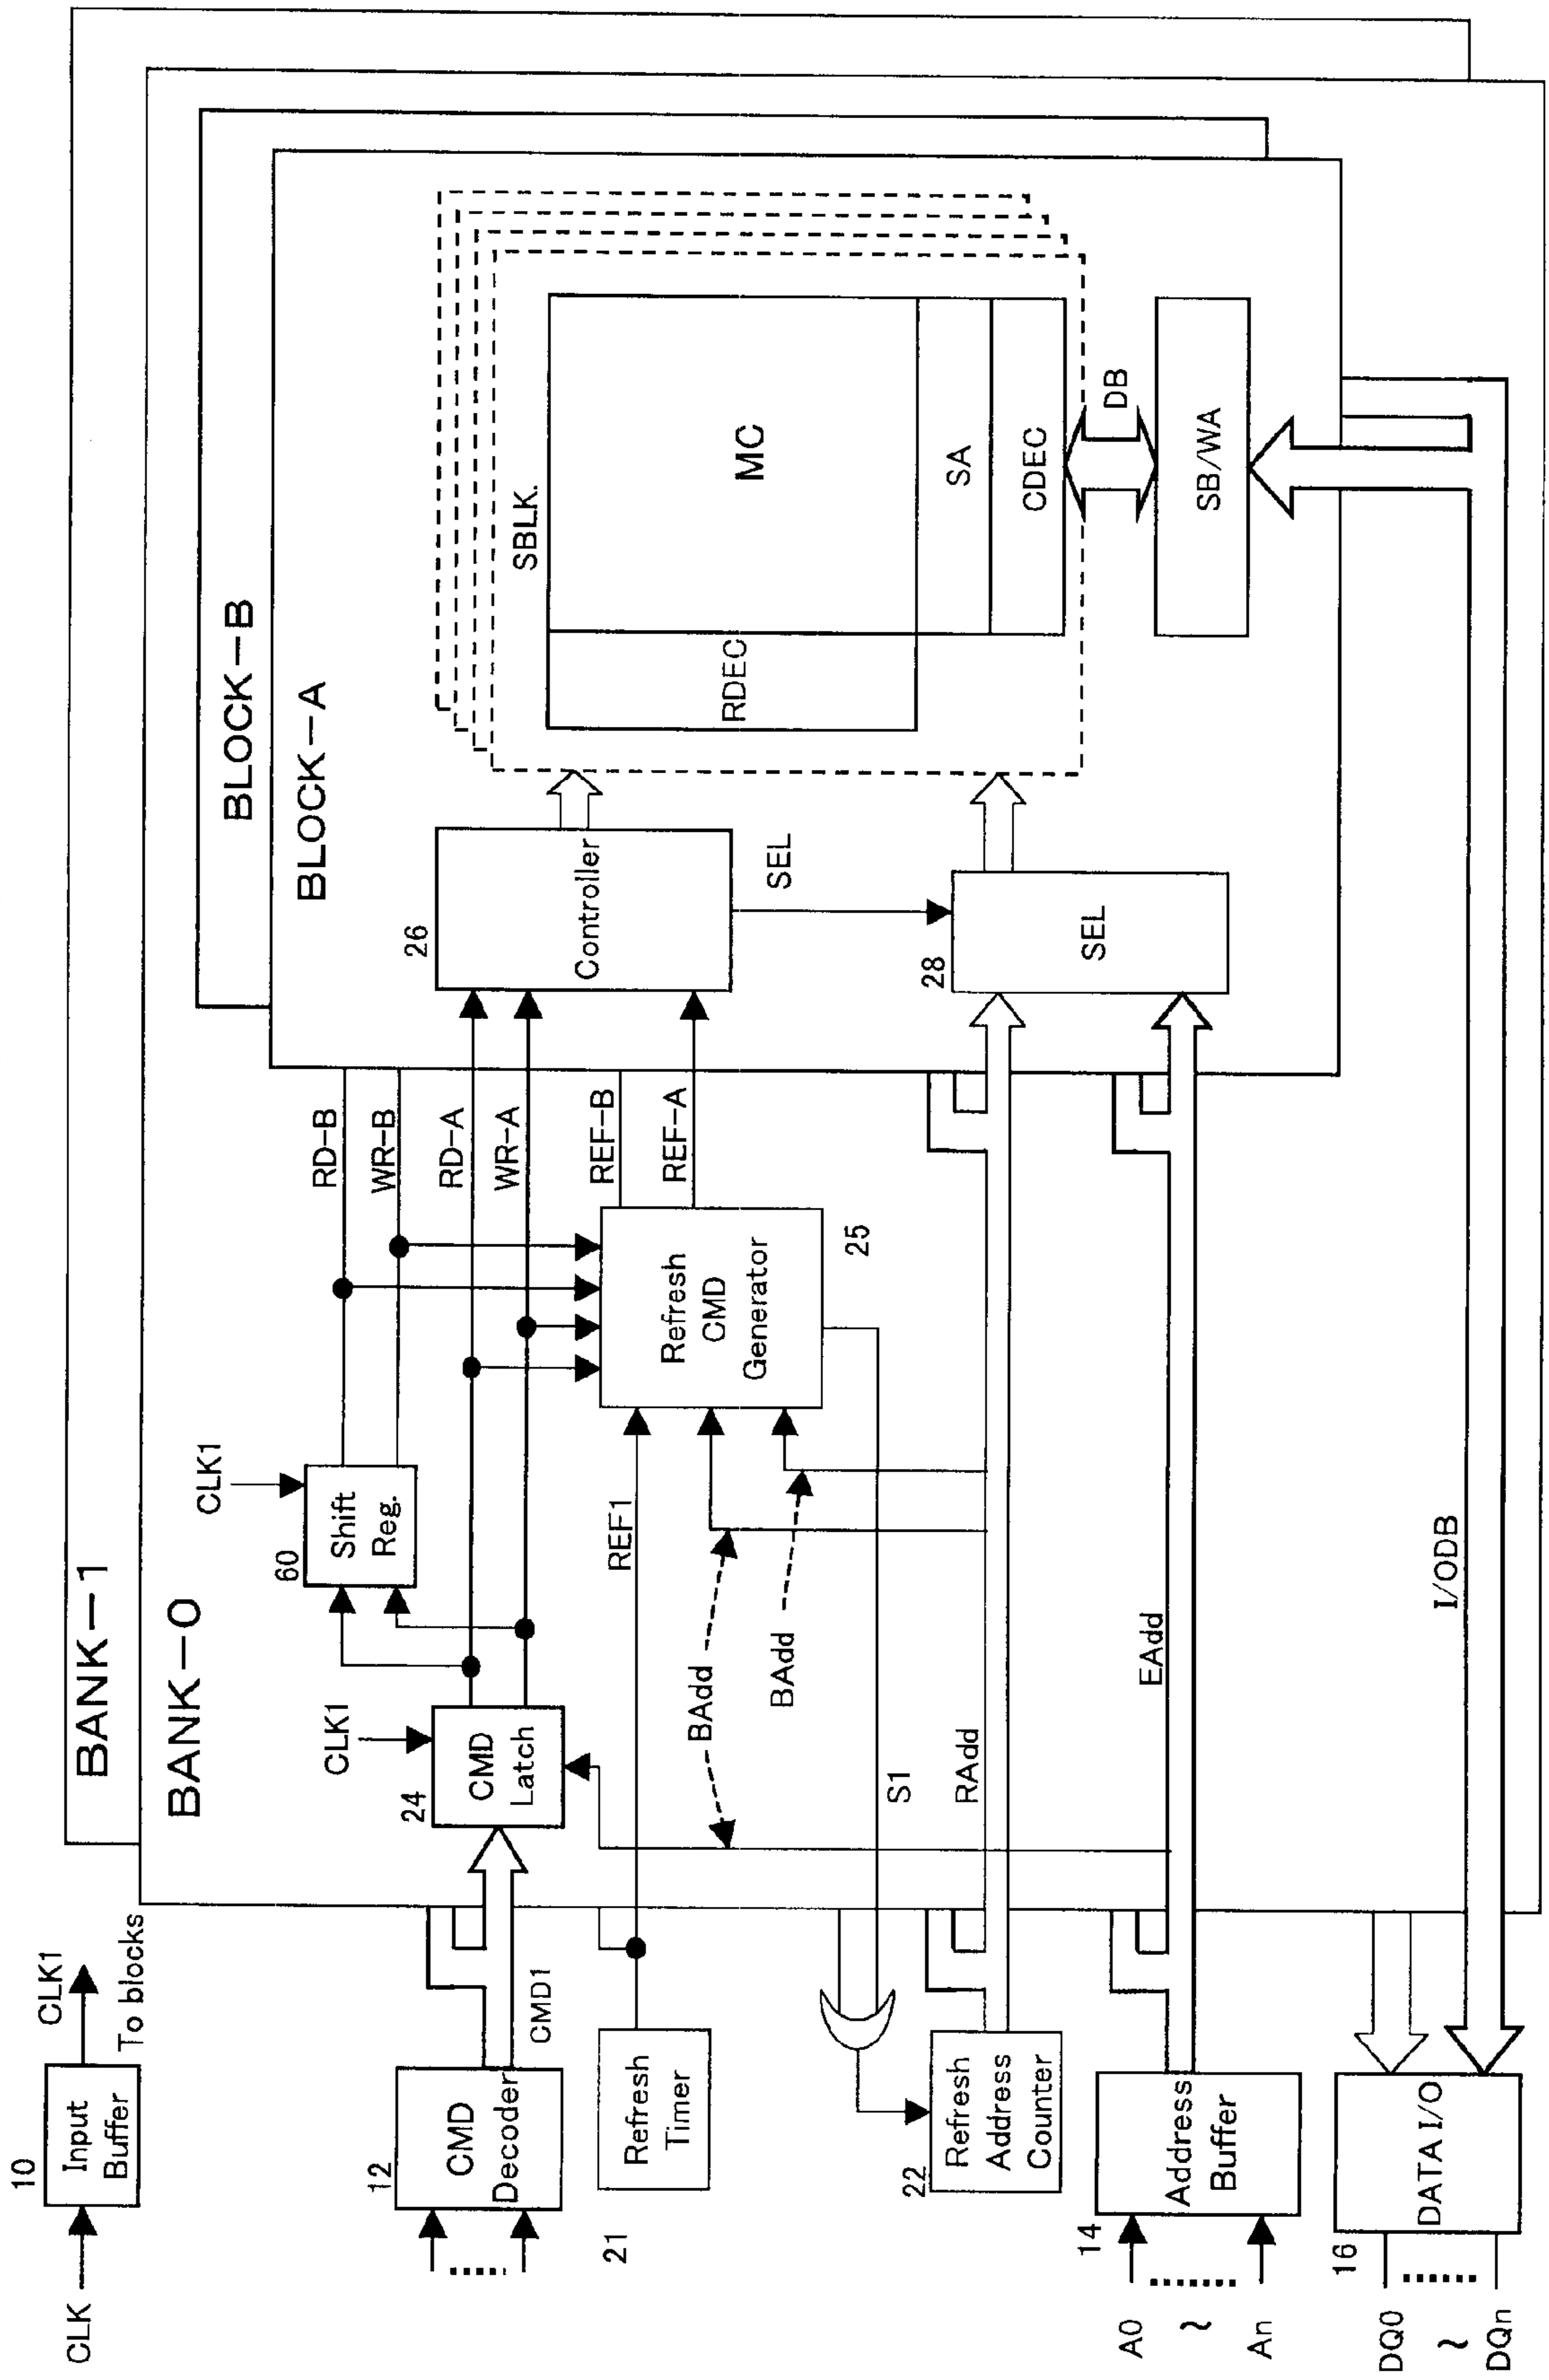 CLK
10
Input
Buffer
CLK1
To blocks
BANK-1
BANK-0
BLOCK-B
BLOCK-A
12
CMD
Decoder
CMD1
CLK1
24
CMD
Latch
CLK1
60
Shift
Reg.
RD-B
WR-B
RD-A
WR-A
REF-B
REF-A
26
Controller
SEL
SBLK.
MC
RDEC
SA
CDEC
DB
SB/WA
21
Refresh
Timer
REF1
Refresh
CMD
Generator
25
BAdd
BAdd
S1
22
Refresh
Address
Counter
RAdd
28
SEL
A0
~
An
14
Address
Buffer
EAdd
DQ0
~
DQn
16
DATA I/O
I/ODB